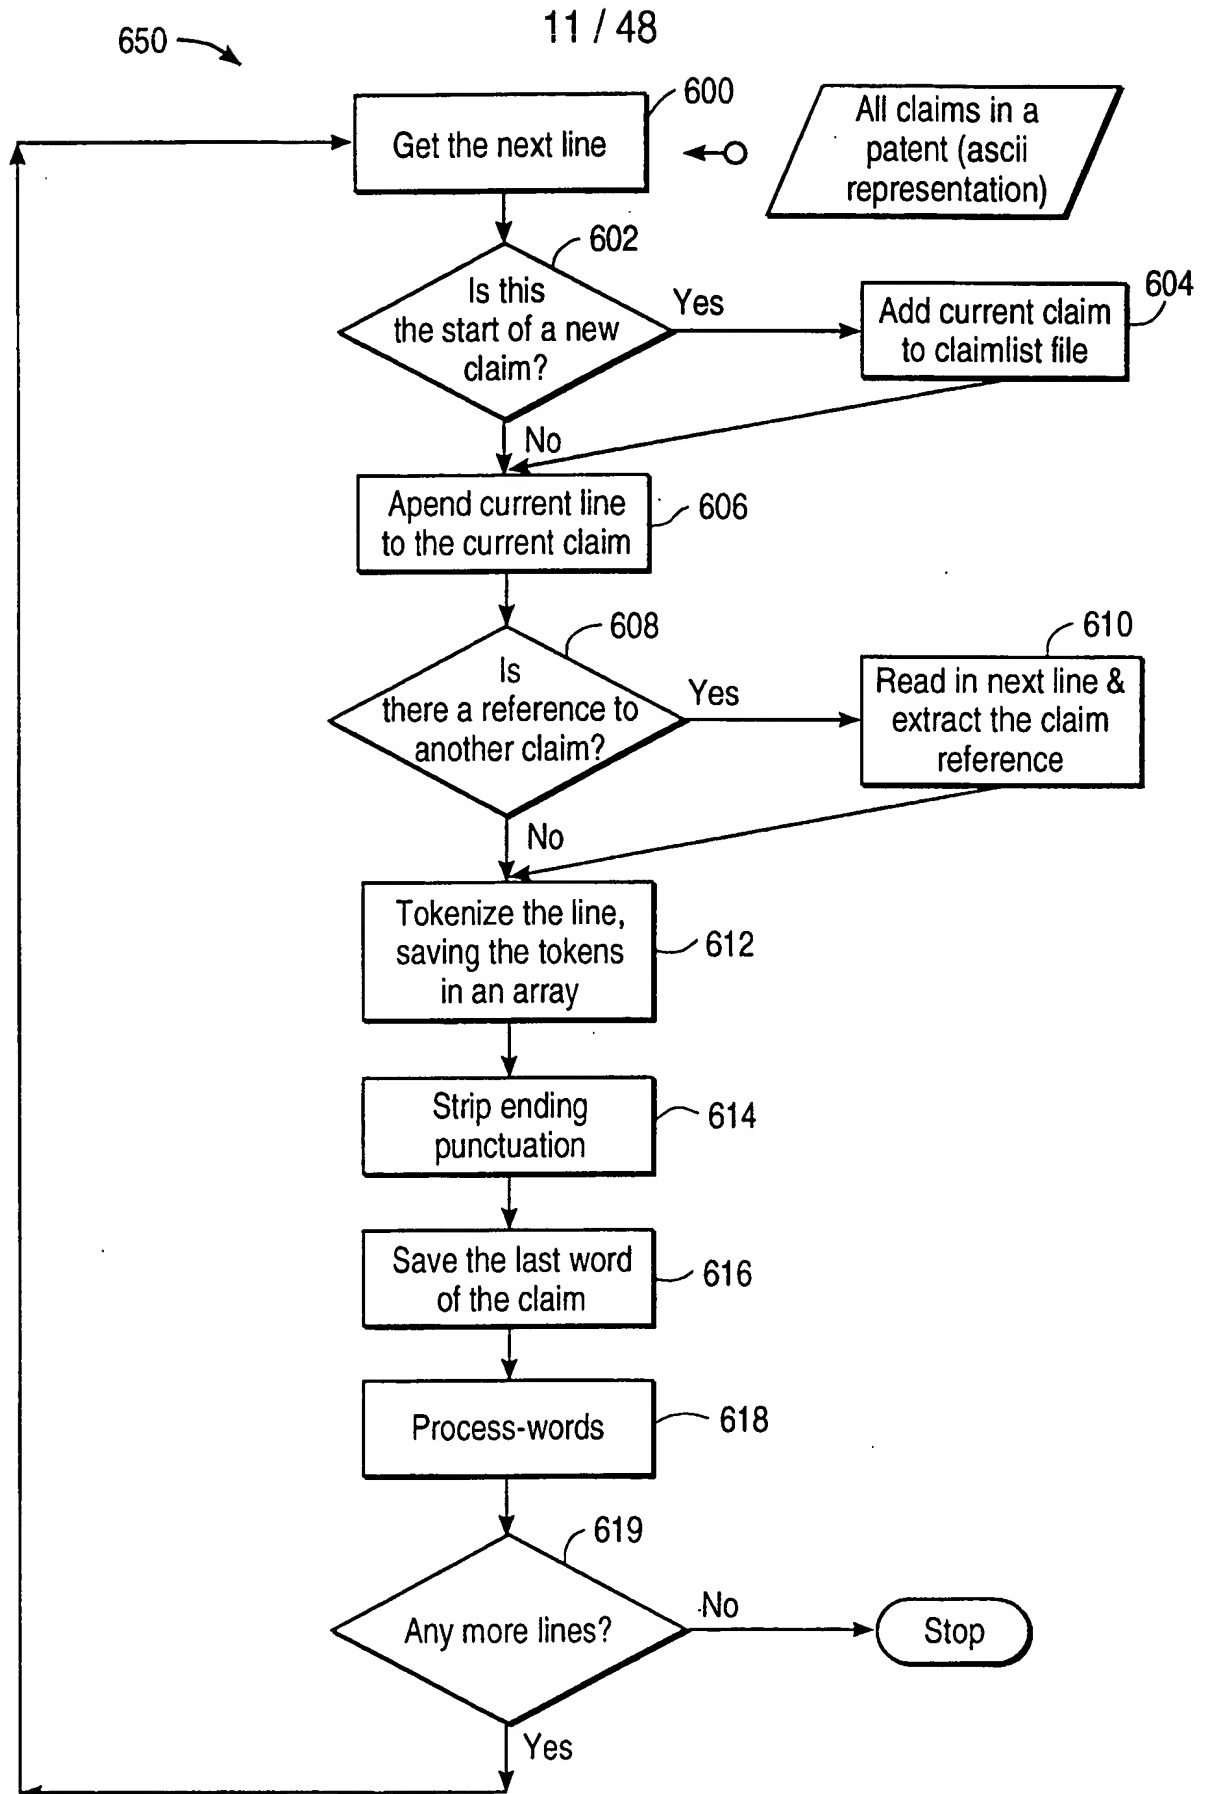 11 / 48
650
600
Get the next line
All claims in a
patent (ascii
representation)
602
Is this
the start of a new
claim?
Yes
604
Add current claim
to claimlist file
No
Apend current line
to the current claim
606
608
Is
there a reference to
another claim?
Yes
610
Read in next line &
extract the claim
reference
No
Tokenize the line,
saving the tokens
in an array
612
Strip ending
punctuation
614
Save the last word
of the claim
616
Process-words
618
619
Any more lines?
No
Stop
Yes